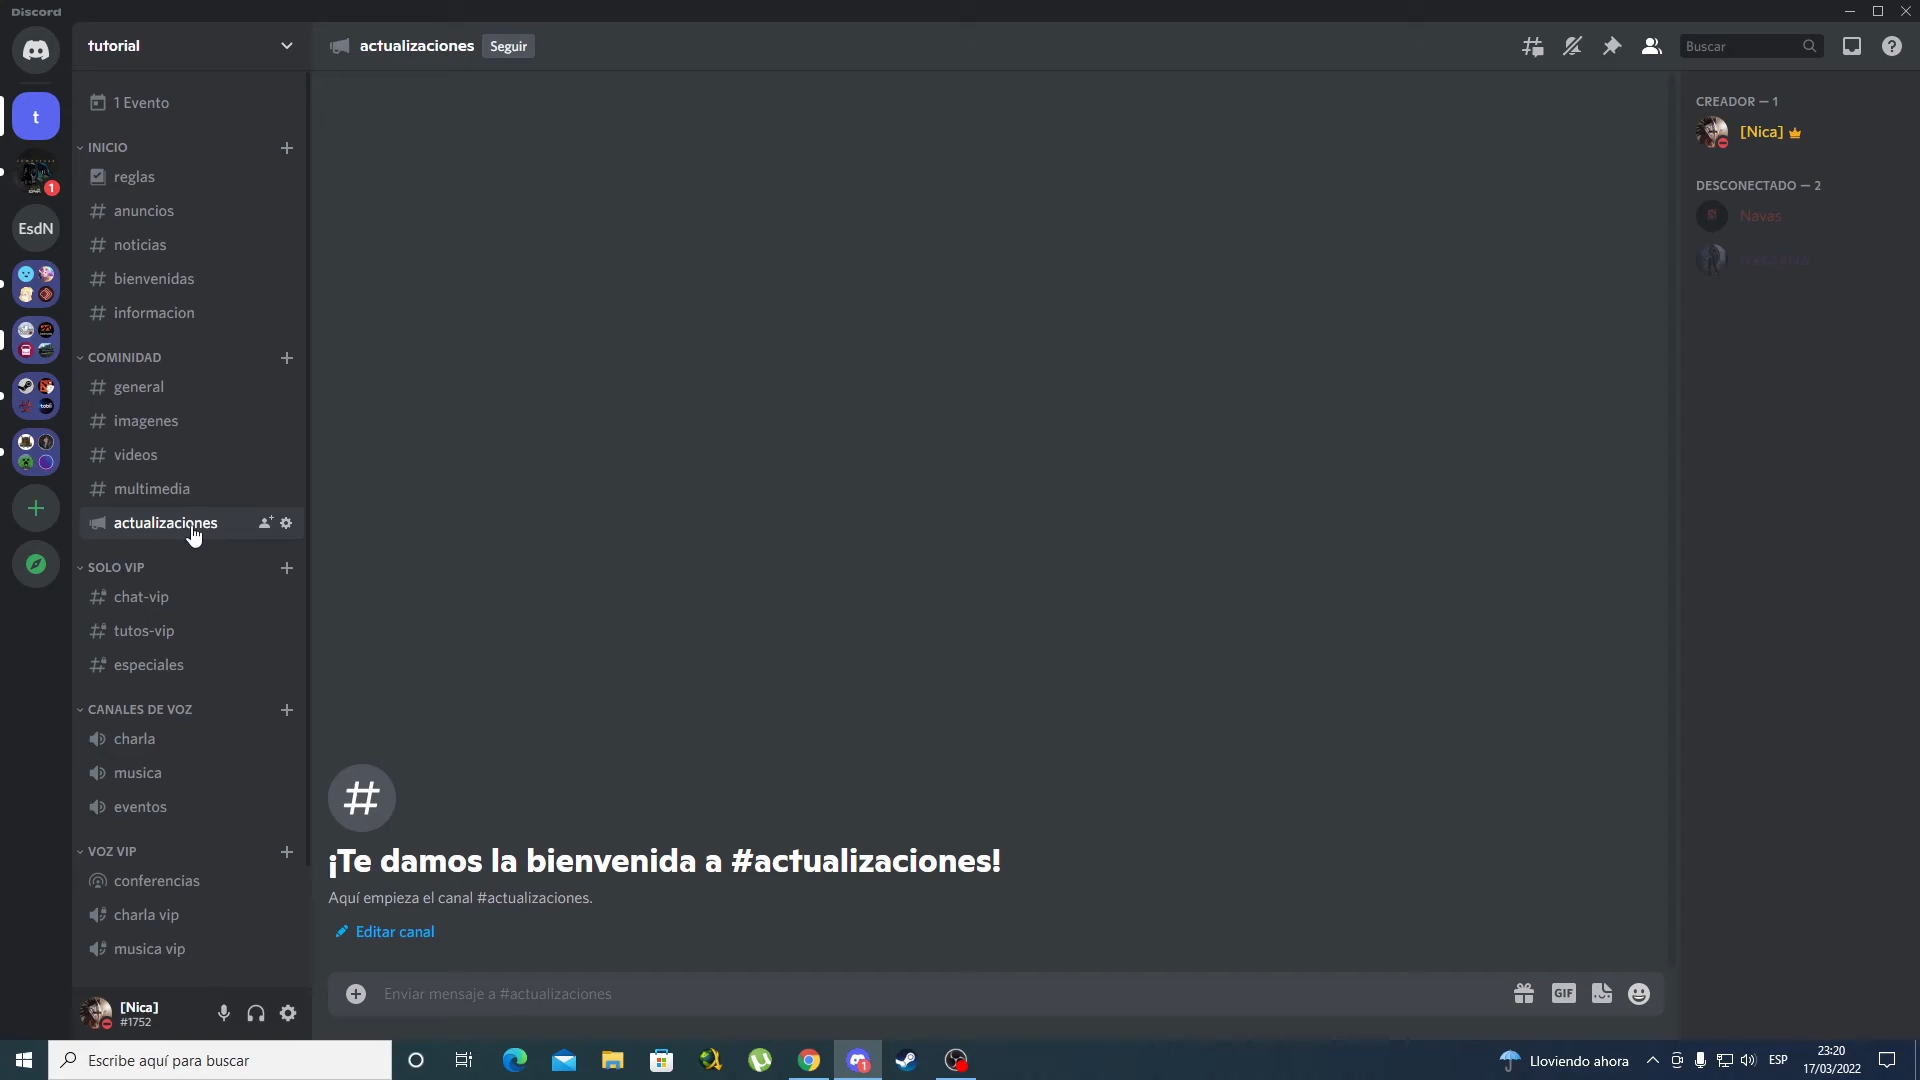 Discord
tutorial
actualizaciones
Seguir
Buscar
1 Evento
INICIO
reglas
anuncios
noticias
bienvenidas
informacion
COMINIDAD
general
imagenes
videos
multimedia
actualizaciones
SOLO VIP
chat-vip
tutos-vip
especiales
CANALES DE VOZ
charla
musica
eventos
VOZ VIP
conferencias
charla vip
musica vip
[Nica]
#1752
t
1
EsdN
¡Te damos la bienvenida a #actualizaciones!
Aquí empieza el canal #actualizaciones.
Editar canal
Enviar mensaje a #actualizaciones
GIF
CREADOR — 1
[Nica]
DESCONECTADO — 2
Navas
Escribe aquí para buscar
1
Lloviendo ahora
ESP
23:20
17/03/2022